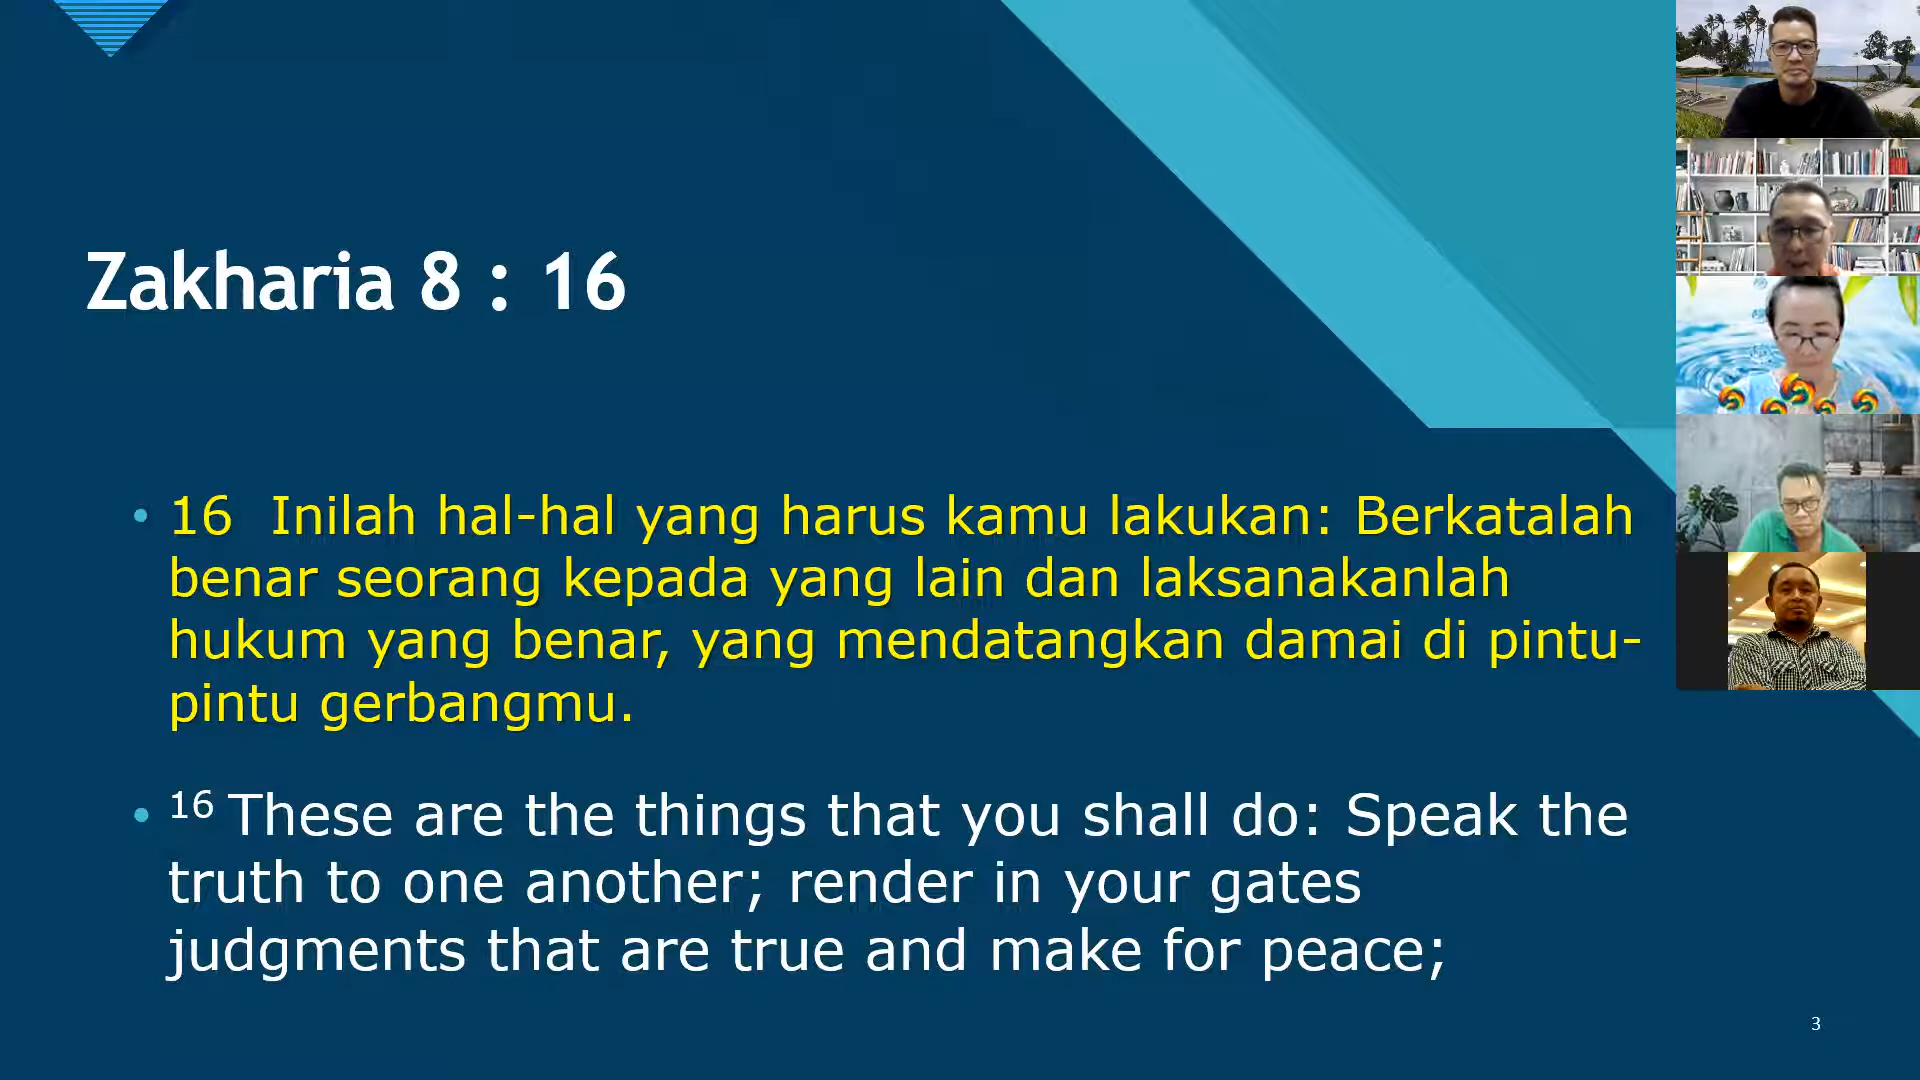 Zakharia 8 : 16
• 16 Inilah hal-hal yang harus kamu lakukan: Berkatalah
benar seorang kepada yang lain dan laksanakanlah
hukum yang benar, yang mendatangkan damai di pintu-
pintu gerbangmu.
• 16 These are the things that you shall do: Speak the
truth to one another; render in your gates
judgments that are true and make for peace;
3